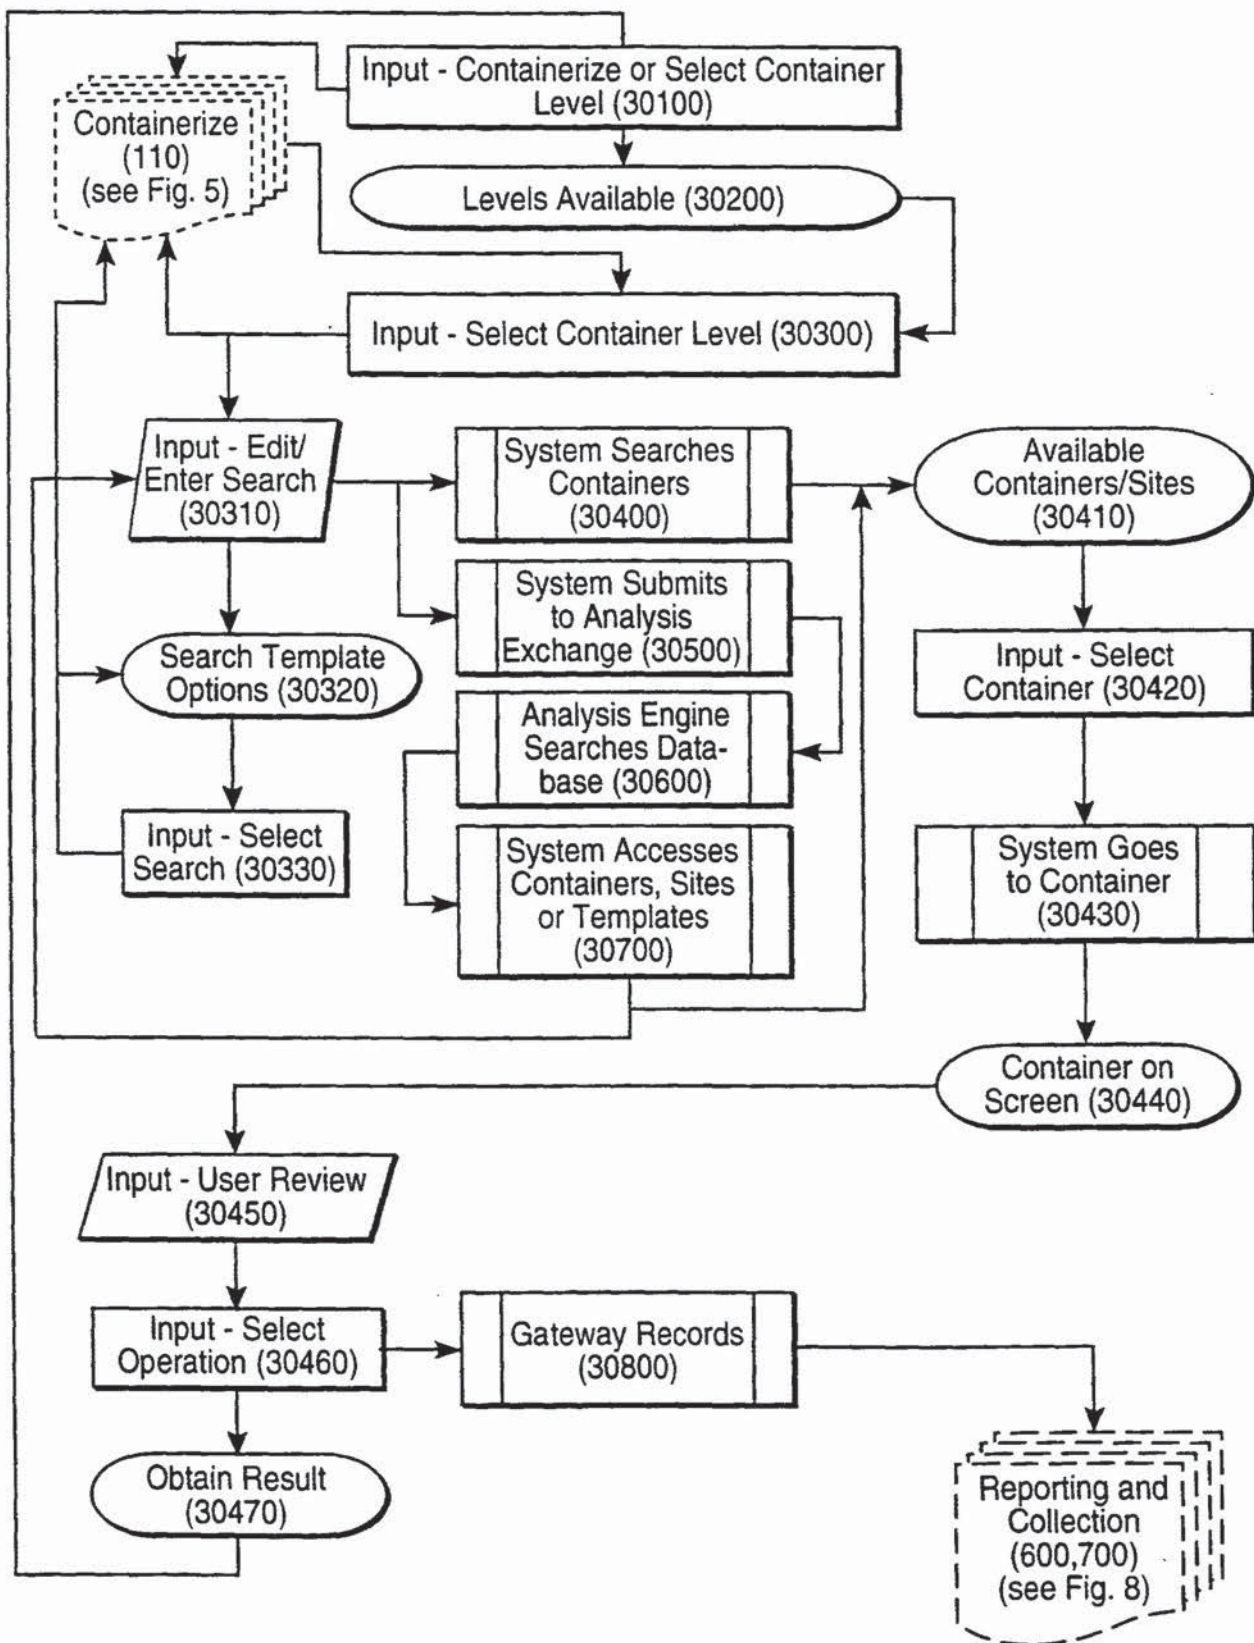 Input - Containerize or Select Container
Level (30100)
Containerize
(110)
(see Fig. 5)
Levels Available (30200)
Input - Select Container Level (30300)
Input - Edit/
Enter Search
(30310)
System Searches
Containers
(30400)
Available
Containers/Sites
(30410)
System Submits
to Analysis
Exchange (30500)
Search Template
Options (30320)
Input - Select
Container (30420)
Analysis Engine
Searches Data-
base (30600)
Input - Select
Search (30330)
System Accesses
Containers, Sites
or Templates
(30700)
System Goes
to Container
(30430)
Container on
Screen (30440)
Input - User Review
(30450)
Input - Select
Operation (30460)
Gateway Records
(30800)
Obtain Result
(30470)
Reporting and
Collection
(600,700)
(see Fig. 8)